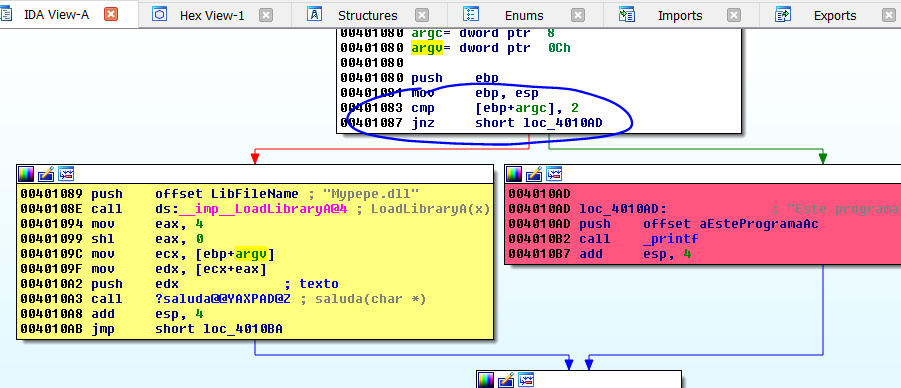 IDA View-A Hex View-1 Structures Enums Imports Exports
00401080 argc= dword ptr 8
00401080 argv= dword ptr 0Ch
00401080
00401080 push ebp
00401081 mov ebp, esp
00401083 cmp [ebp+argc], 2
00401087 jnz short loc_4010AD
00401089 push offset LibFileName ; "Mypepe.dll"
0040108E call ds:__imp__LoadLibraryA@4 ; LoadLibraryA(x)
00401094 mov eax, 4
00401099 shl eax, 0
0040109C mov ecx, [ebp+argv]
0040109F mov edx, [ecx+eax]
004010A2 push edx ; texto
004010A3 call ?saluda@@YAXPAD@Z ; saluda(char *)
004010A8 add esp, 4
004010AB jmp short loc_4010BA
004010AD
004010AD loc_4010AD: ; "Este programa
004010AD push offset aEsteProgramaAc
004010B2 call _printf
004010B7 add esp, 4